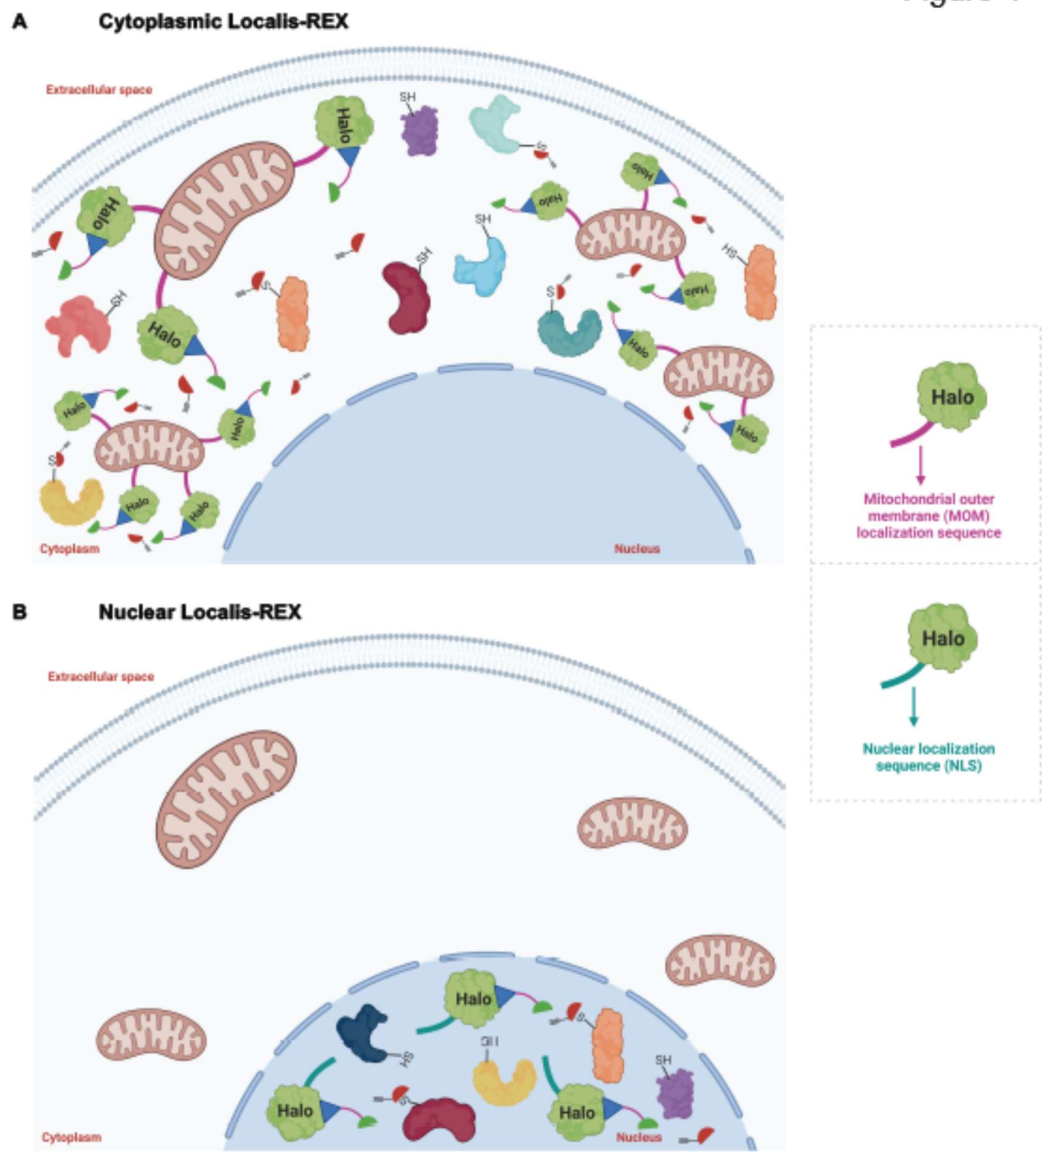 A Cytoplasmic Localis-REX
Extracellular space
Halo
SH
S
Halo
Halo
Halo
SH
HS
SH
S
S
Halo
SH
Halo
Halo
Halo
Halo
Halo
S
Halo
Halo
Halo
Cytoplasm
Nucleus
Halo
Mitochondrial outer
membrane (MOM)
localization sequence
Halo
Nuclear localization
sequence (NLS)
B Nuclear Localis-REX
Extracellular space
Halo
S
SH
SH
Halo
S
Halo
Cytoplasm
Nucleus